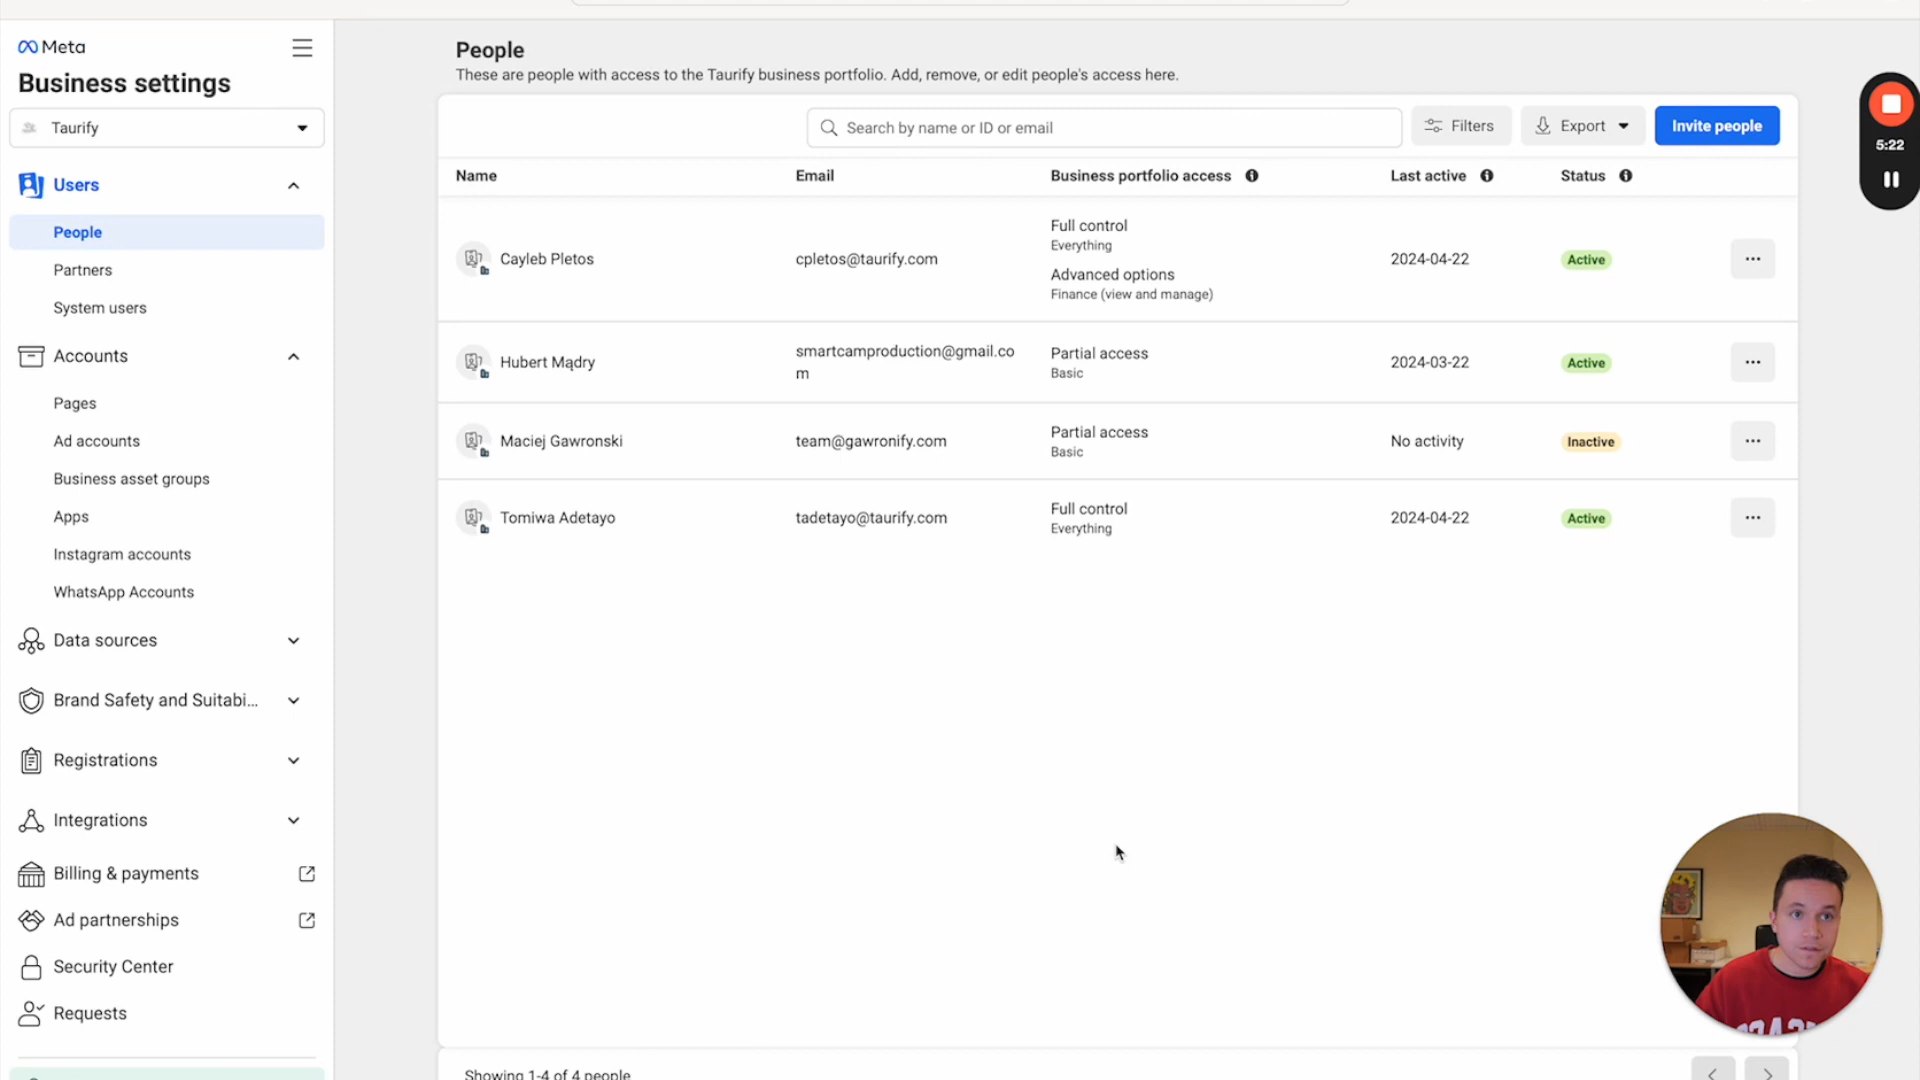 Meta
Business settings
Taurify
Users
People
Partners
System users
Accounts
Pages
Ad accounts
Business asset groups
Apps
Instagram accounts
WhatsApp Accounts
Data sources
Brand Safety and Suitabi...
Registrations
Integrations
Billing & payments
Ad partnerships
Security Center
Requests
People
These are people with access to the Taurify business portfolio. Add, remove, or edit people's access here.
Search by name or ID or email
Filters
Export
Invite people
Name Email Business portfolio access Last active Status
Cayleb Pletos cpletos@taurify.com Full control 2024-04-22 Active
Everything
Advanced options
Finance (view and manage)
Hubert Mądry smartcamproduction@gmail.co Partial access 2024-03-22 Active
m Basic
Maciej Gawronski team@gawronify.com Partial access No activity Inactive
Basic
Tomiwa Adetayo tadetayo@taurify.com Full control 2024-04-22 Active
Everything
Showing 1-4 of 4 people
5:22